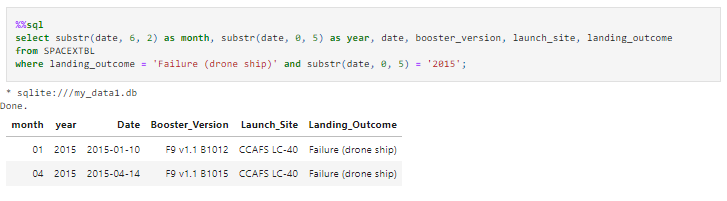 %%sql
select substr(date, 6, 2) as month, substr(date, 0, 5) as year, date, booster_version, launch_site, landing_outcome
from SPACEXTBL
where landing_outcome = 'Failure (drone ship)' and substr(date, 0, 5) = '2015';
* sqlite:///my_data1.db
Done.
month year Date Booster_Version Launch_Site Landing_Outcome
01 2015 2015-01-10 F9 v1.1 B1012 CCAFS LC-40 Failure (drone ship)
04 2015 2015-04-14 F9 v1.1 B1015 CCAFS LC-40 Failure (drone ship)